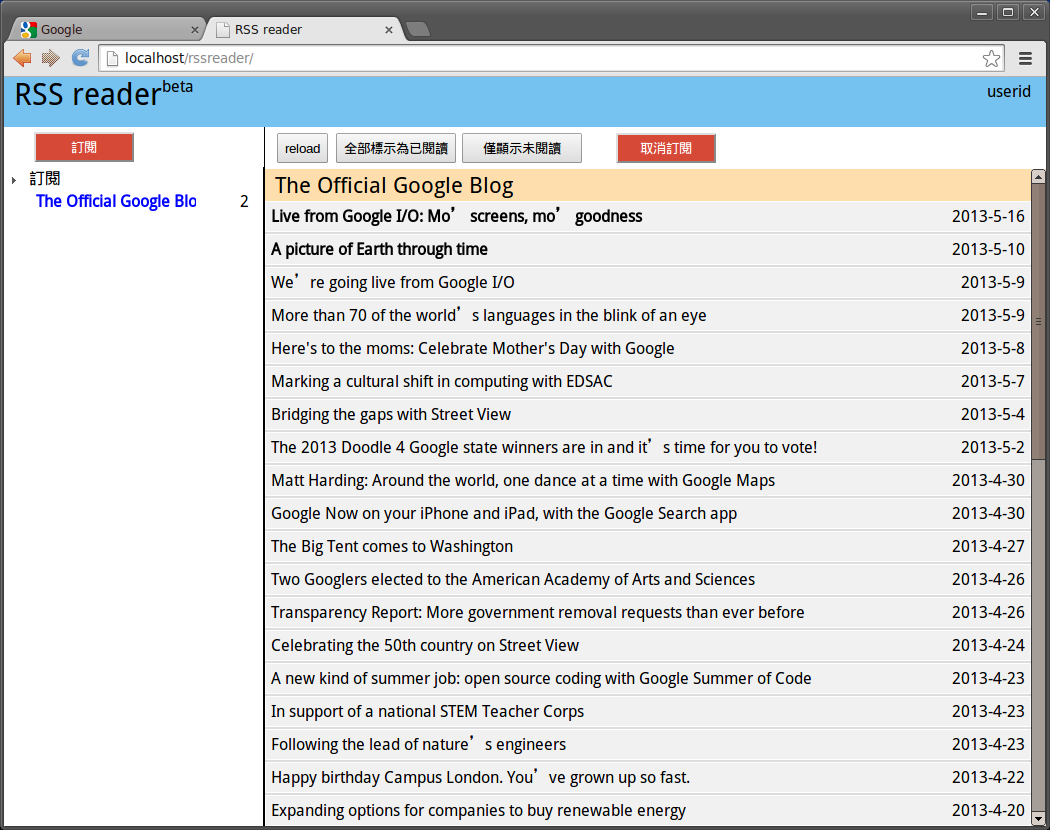 Google
RSS reader
localhost/rssreader/
RSS readerbeta
userid
訂閱
reload
全部標示為已閱讀
僅顯示未閱讀
取消訂閱
訂閱
The Official Google Blo 2
The Official Google Blog
Live from Google I/O: Mo’ screens, mo’ goodness 2013-5-16
A picture of Earth through time 2013-5-10
We’re going live from Google I/O 2013-5-9
More than 70 of the world’s languages in the blink of an eye 2013-5-9
Here's to the moms: Celebrate Mother's Day with Google 2013-5-8
Marking a cultural shift in computing with EDSAC 2013-5-7
Bridging the gaps with Street View 2013-5-4
The 2013 Doodle 4 Google state winners are in and it’s time for you to vote! 2013-5-2
Matt Harding: Around the world, one dance at a time with Google Maps 2013-4-30
Google Now on your iPhone and iPad, with the Google Search app 2013-4-30
The Big Tent comes to Washington 2013-4-27
Two Googlers elected to the American Academy of Arts and Sciences 2013-4-26
Transparency Report: More government removal requests than ever before 2013-4-26
Celebrating the 50th country on Street View 2013-4-24
A new kind of summer job: open source coding with Google Summer of Code 2013-4-23
In support of a national STEM Teacher Corps 2013-4-23
Following the lead of nature’s engineers 2013-4-23
Happy birthday Campus London. You’ve grown up so fast. 2013-4-22
Expanding options for companies to buy renewable energy 2013-4-20